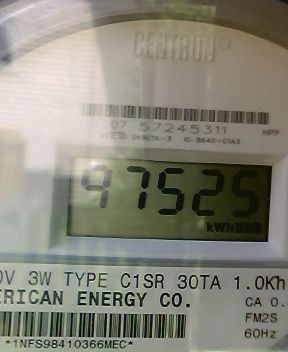 CENTRON®
07 57245311 HPP
97525
kWh
0V 3W TYPE C1SR 30TA 1.0Kh
ERICAN ENERGY CO.
CA 0.
FM2S
60Hz
*1NFS98410366MEC*